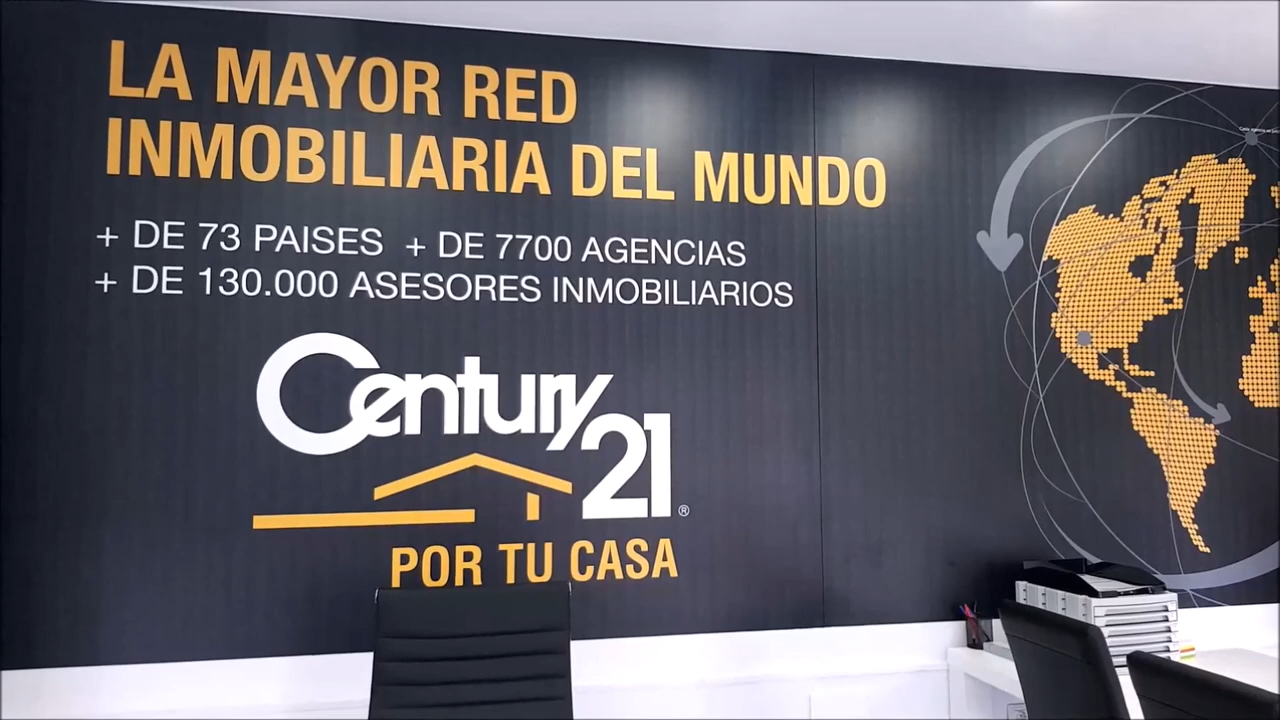 LA MAYOR RED
INMOBILIARIA DEL MUNDO
+ DE 73 PAISES + DE 7700 AGENCIAS
+ DE 130.000 ASESORES INMOBILIARIOS
Century
21®
POR TU CASA